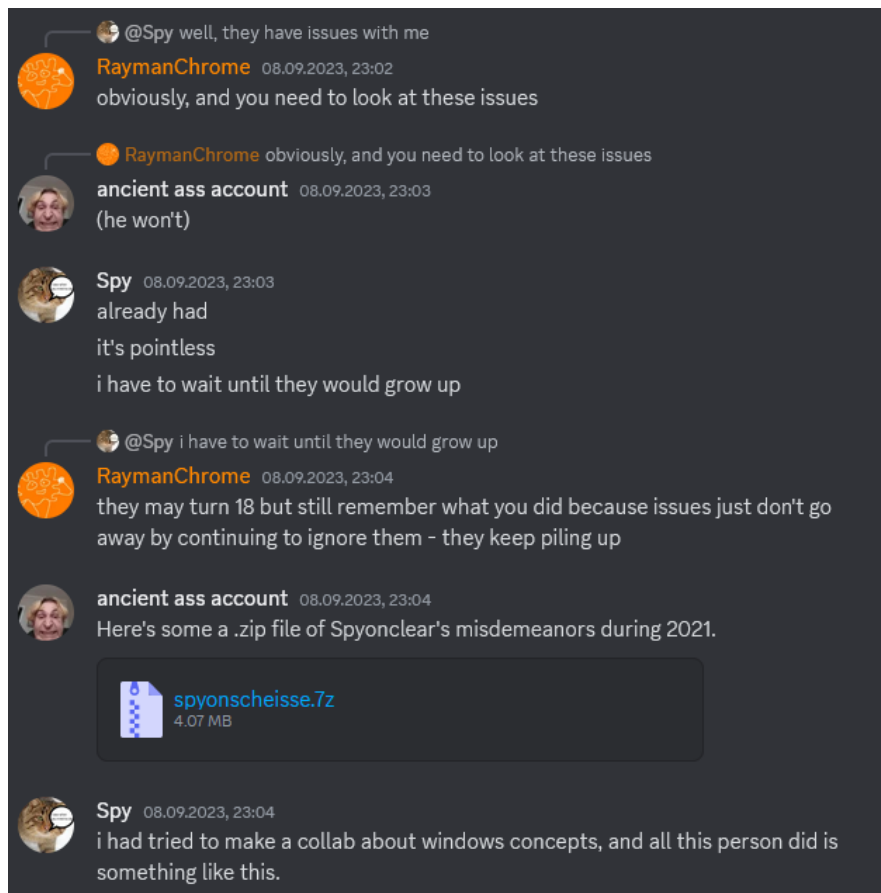 @Spy well, they have issues with me
RaymanChrome 08.09.2023, 23:02
obviously, and you need to look at these issues
RaymanChrome obviously, and you need to look at these issues
ancient ass account 08.09.2023, 23:03
(he won't)
Spy 08.09.2023, 23:03
already had
it's pointless
i have to wait until they would grow up
@Spy i have to wait until they would grow up
RaymanChrome 08.09.2023, 23:04
they may turn 18 but still remember what you did because issues just don't go
away by continuing to ignore them - they keep piling up
ancient ass account 08.09.2023, 23:04
Here's some a .zip file of Spyonclear's misdemeanors during 2021.
spyonscheisse.7z
4.07 MB
Spy 08.09.2023, 23:04
i had tried to make a collab about windows concepts, and all this person did is
something like this.